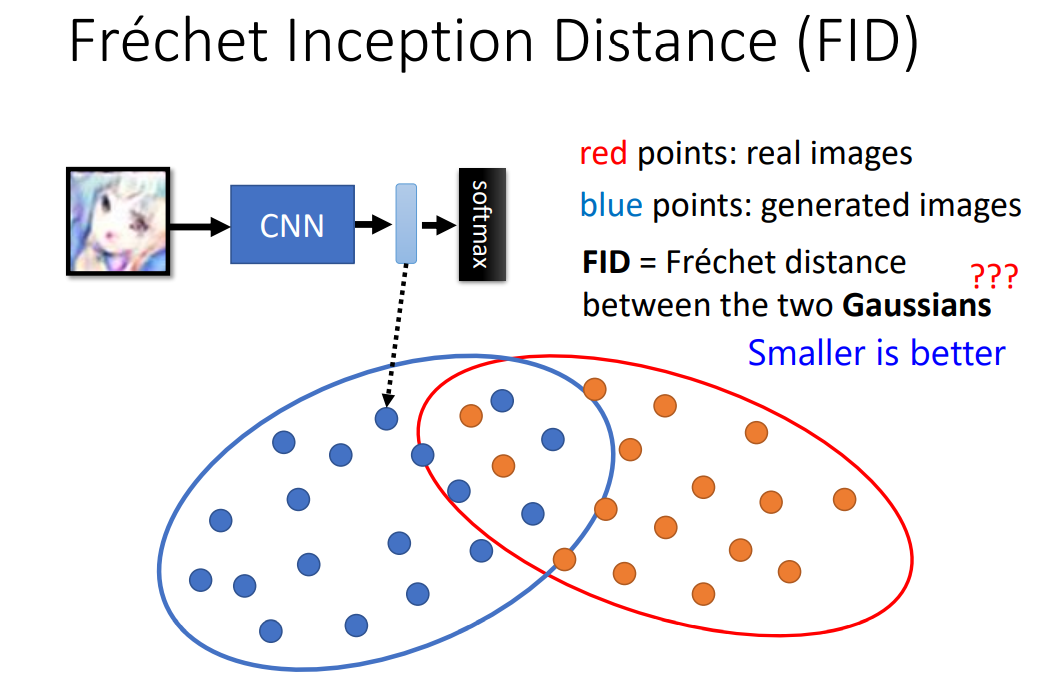 Fréchet Inception Distance (FID)
CNN
softmax
red points: real images
blue points: generated images
FID = Fréchet distance
???
between the two Gaussians
Smaller is better